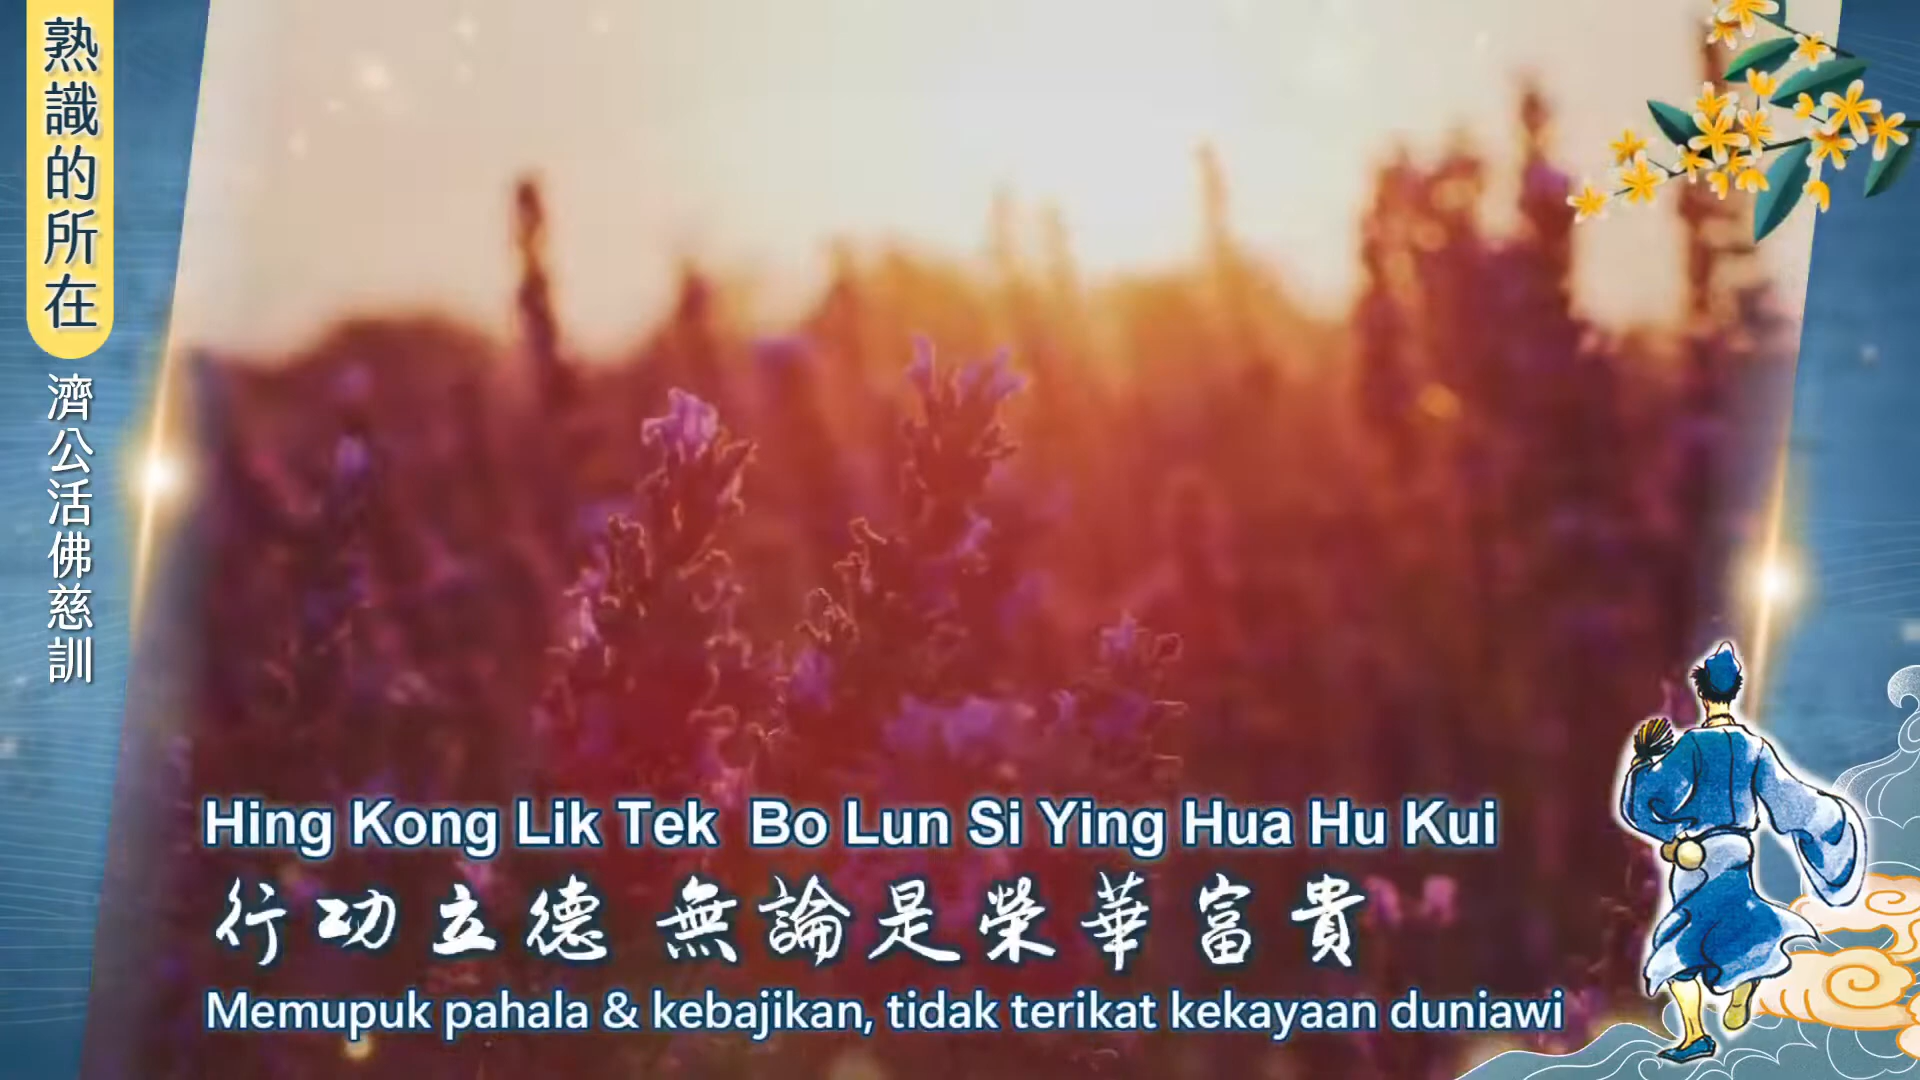 熟識的所在
濟公活佛慈訓
Hing Kong Lik Tek  Bo Lun Si Ying Hua Hu Kui
行功立德 無論是榮華富貴
Memupuk pahala & kebajikan, tidak terikat kekayaan duniawi